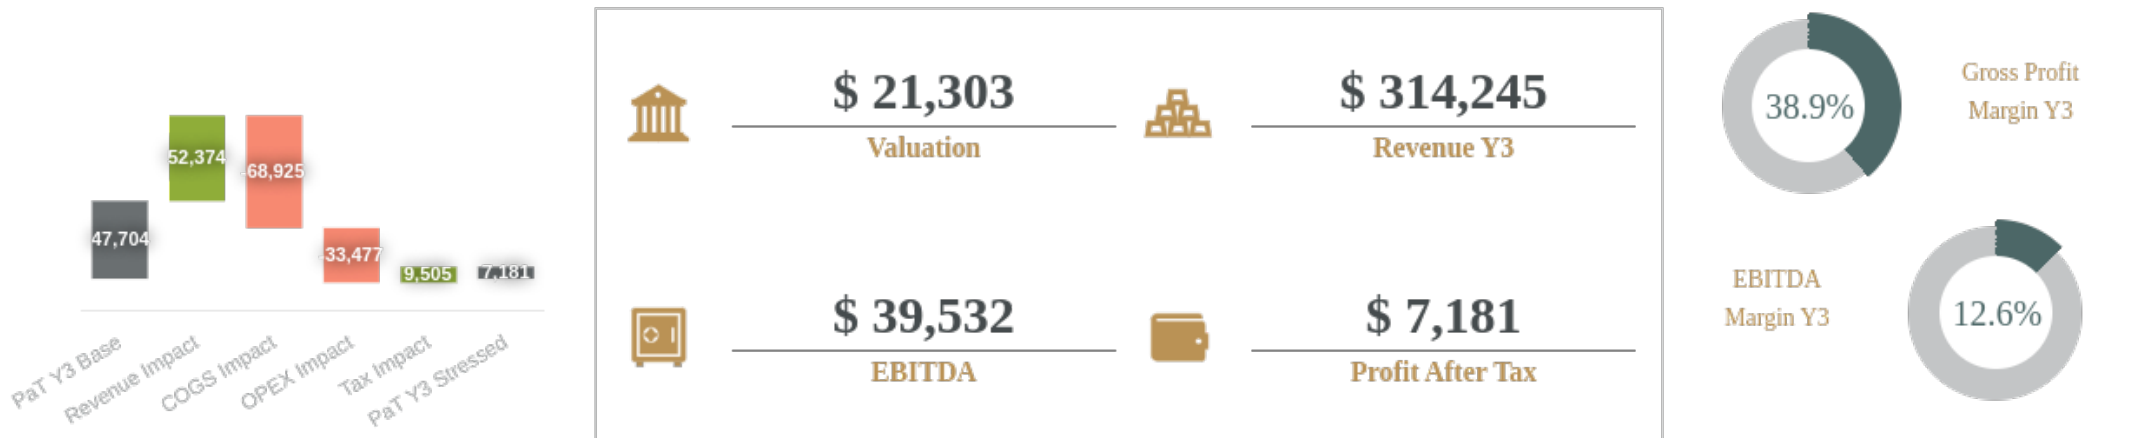 47,704
52,374
-68,925
-33,477
9,505
7,181
PaT Y3 Base
Revenue Impact
COGS Impact
OPEX Impact
Tax Impact
PaT Y3 Stressed
$ 21,303
Valuation
$ 314,245
Revenue Y3
$ 39,532
EBITDA
$ 7,181
Profit After Tax
38.9%
Gross Profit
Margin Y3
EBITDA
Margin Y3
12.6%